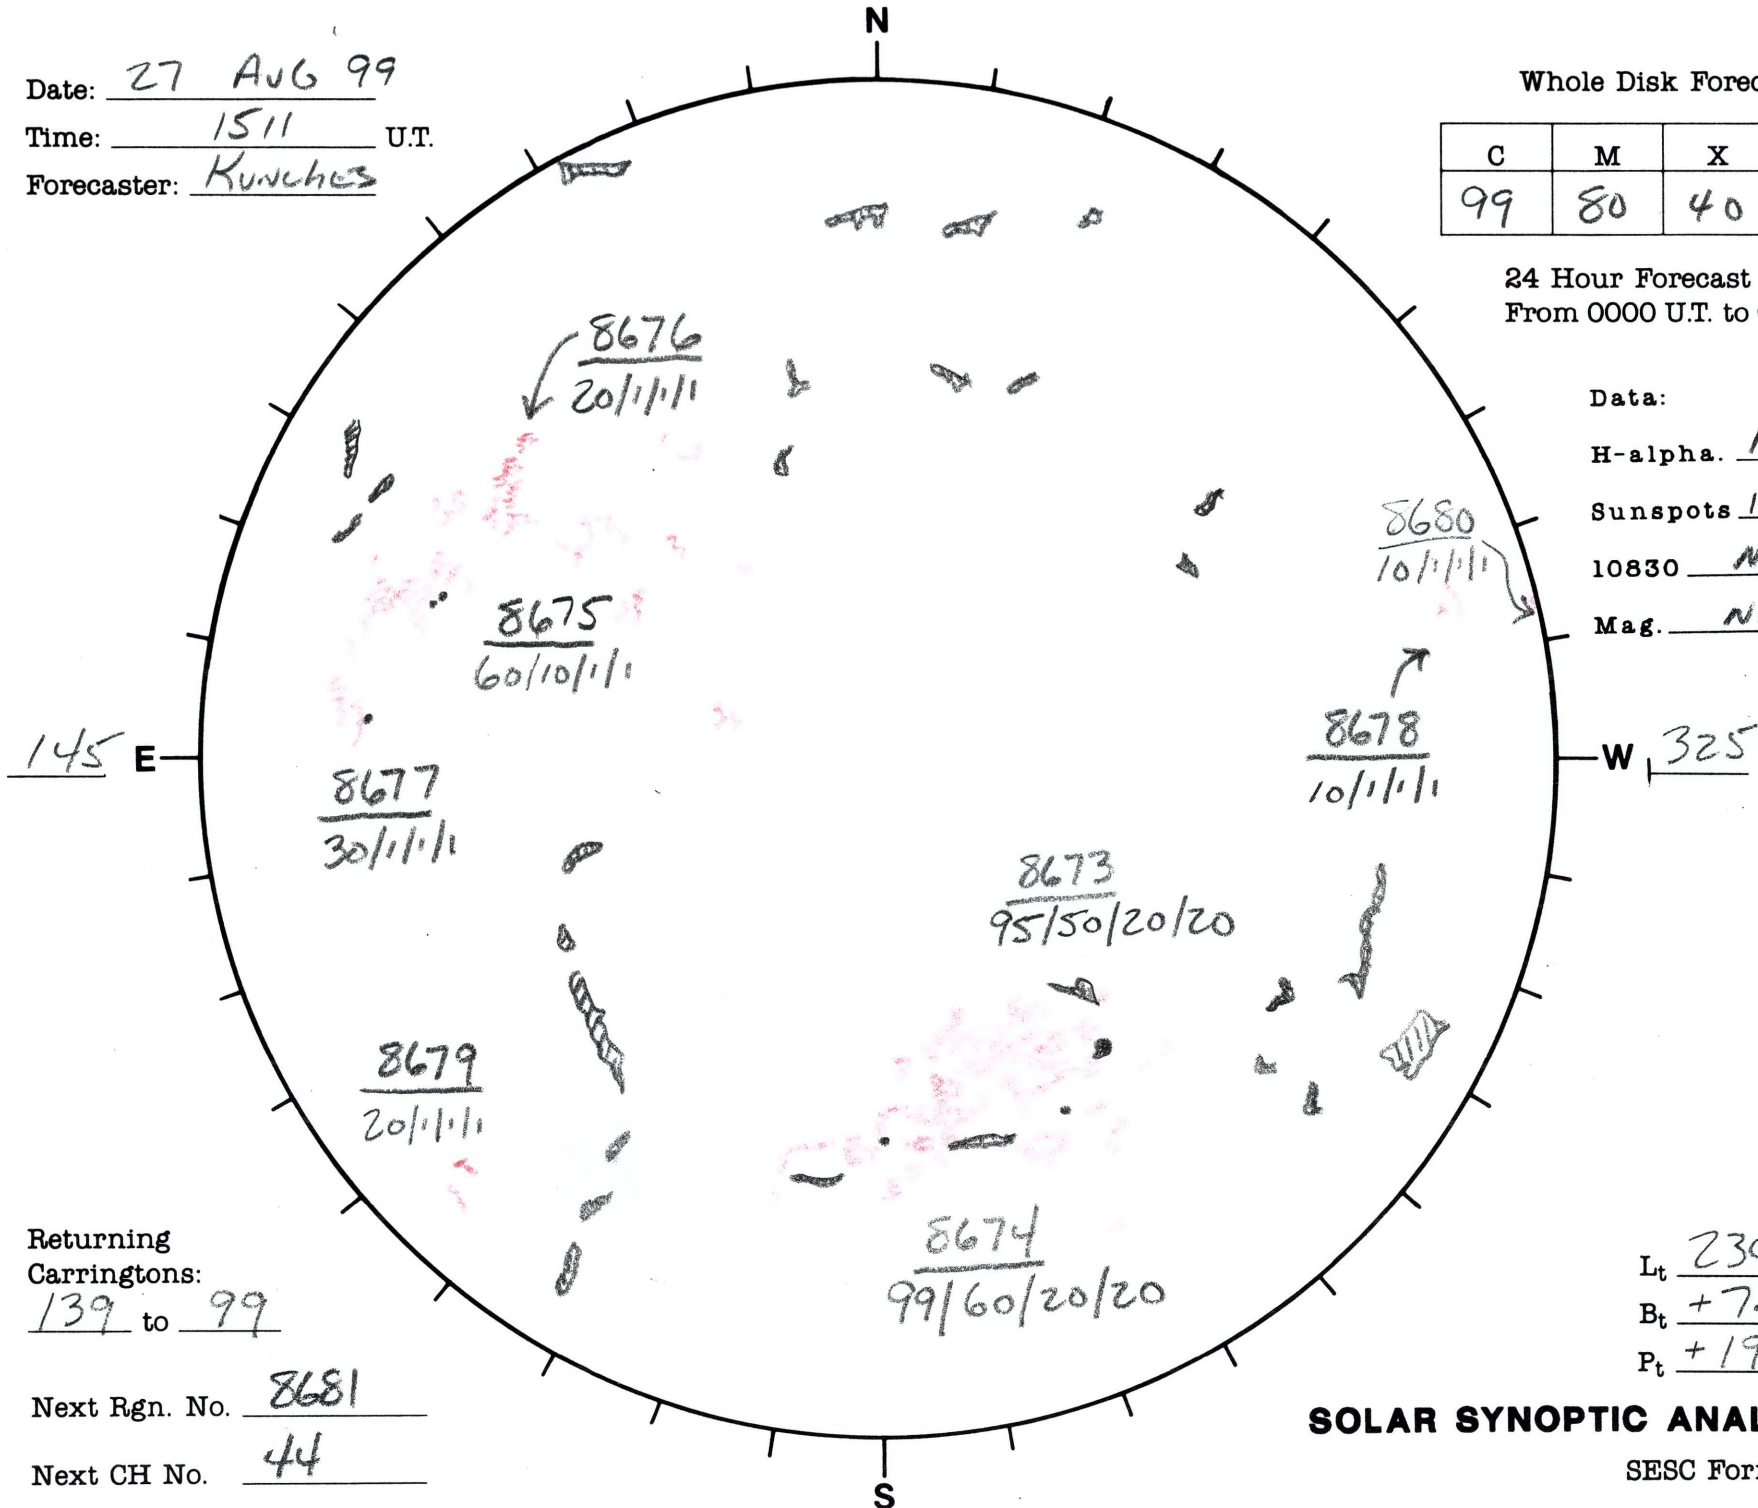 N
Date: 27 AUG 99
Time: 1511 U.T.
Forecaster: Kunches
Whole Disk Forec
C M X
99 80 40
24 Hour Forecast
From 0000 U.T. to
8676
20/1/1/1
Data:
H-alpha.
Sunspots 1
8680
10/1/1/1
10830
Mag. N
8675
60/10/1/1
145 E
W 325
8678
10/1/1/1
8677
30/1/1/1
8673
95/50/20/20
8679
20/1/1/1
8674
99/60/20/20
Returning
Carringtons:
139 to 99
Lt 23
Bt +7.
Pt +19
Next Rgn. No. 8681
Next CH No. 44
SOLAR SYNOPTIC ANAL
SESC For
S